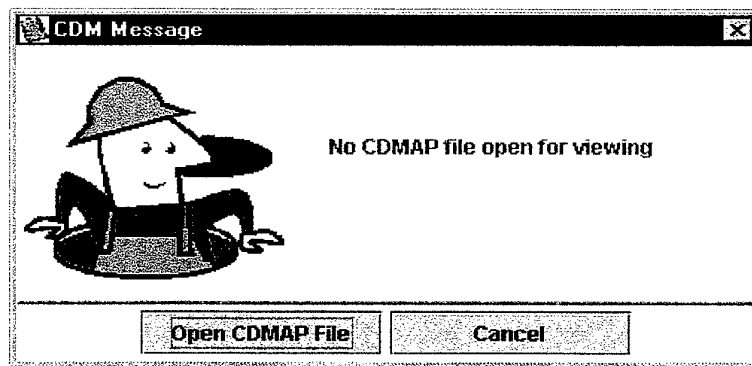 CDM Message
No CDMAP file open for viewing
Open CDMAP File
Cancel